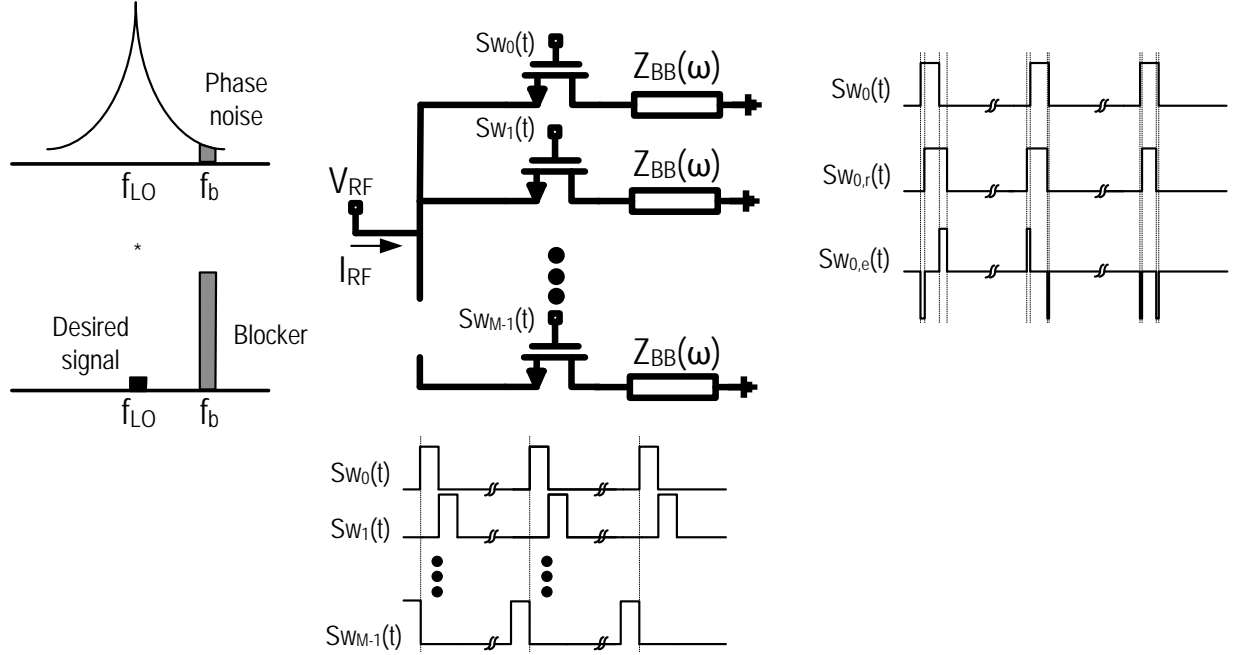 Phase
noise
fLO
fb
*
Desired
signal
Blocker
fLO
fb
Sw0(t)
ZBB(ω)
Sw1(t)
ZBB(ω)
VRF
IRF
SwM-1(t)
ZBB(ω)
Sw0(t)
Sw1(t)
SwM-1(t)
Sw0(t)
Sw0,r(t)
Sw0,e(t)